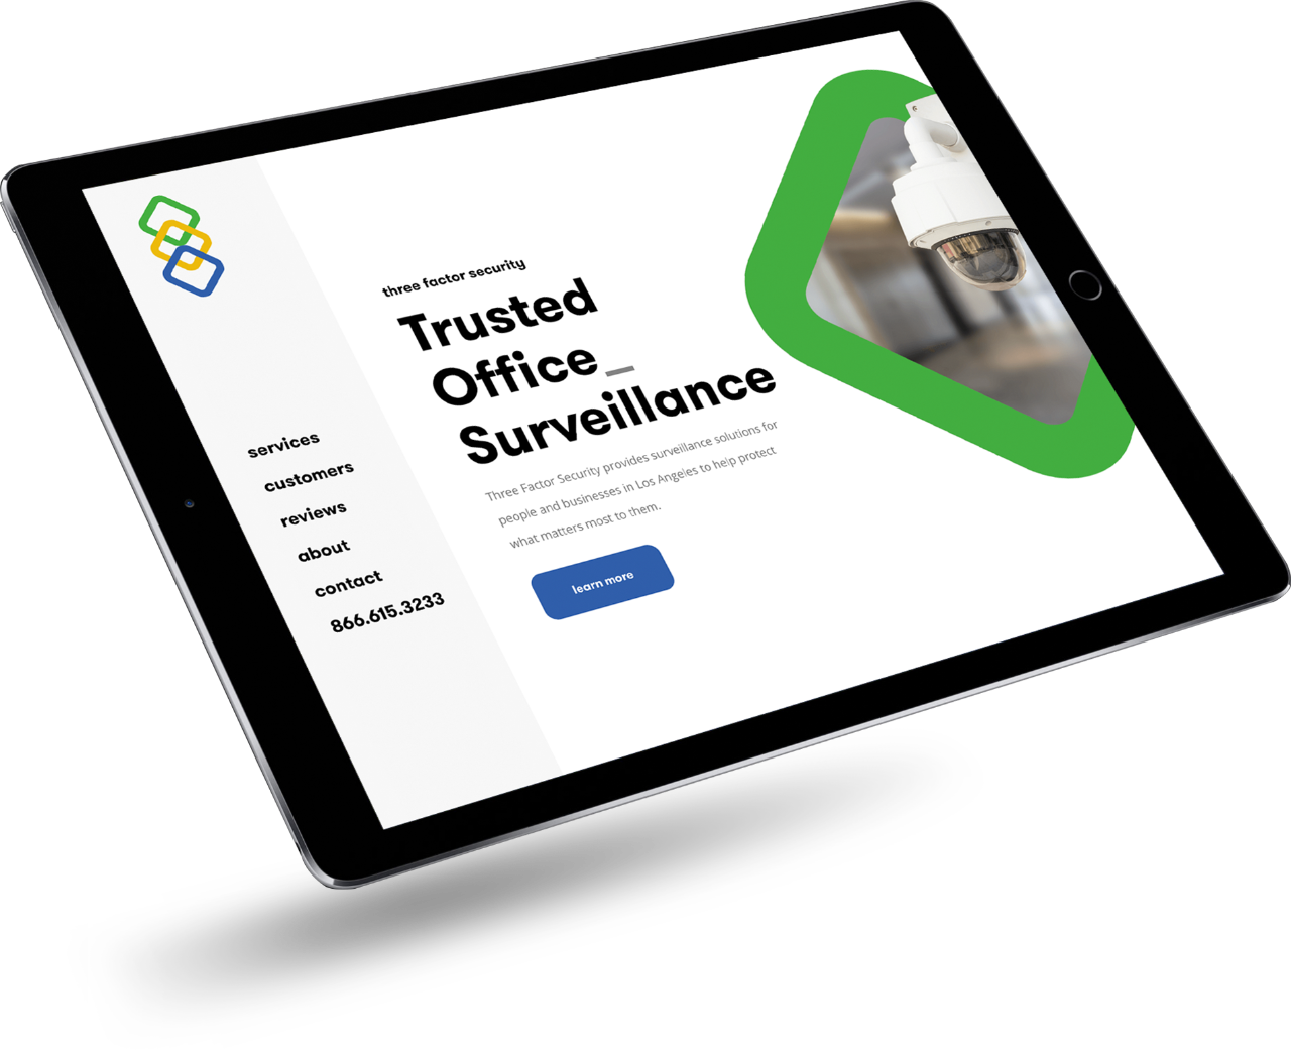 services
customers
reviews
about
contact
866.615.3233
three factor security
Trusted
Office_
Surveillance
Three Factor Security provides surveillance solutions for
people and businesses in Los Angeles to help protect
what matters most to them.
learn more